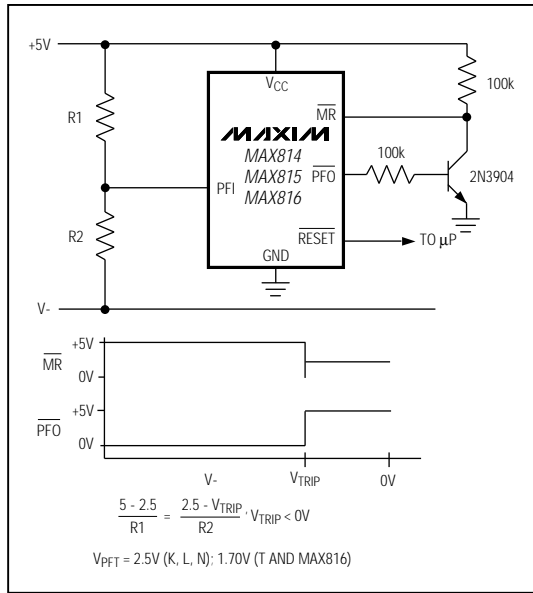 +5V
VCC
100k
R1
MR
MAXIM
MAX814
MAX815
MAX816
100k
PFI
PFO
2N3904
R2
RESET
TO μP
GND
V-
+5V
MR
0V
+5V
PFO
0V
V-
VTRIP
0V
5 - 2.5 / R1 = 2.5 - VTRIP / R2 , VTRIP < 0V
VPFT = 2.5V (K, L, N); 1.70V (T AND MAX816)